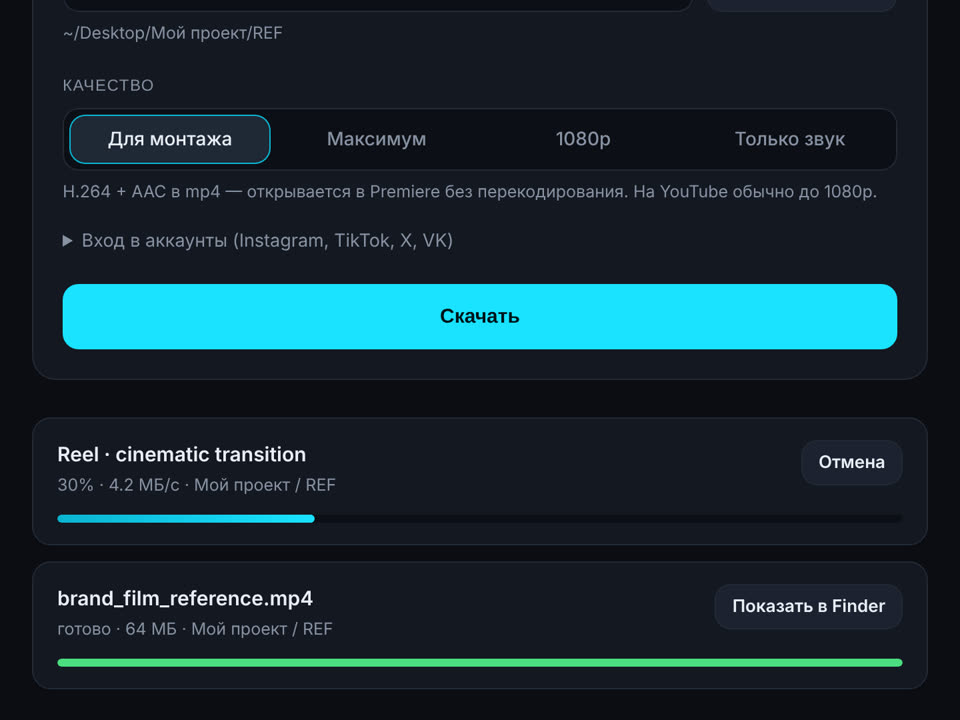 ~/Desktop/Мой проект/REF
КАЧЕСТВО
Для монтажа
Максимум
1080p
Только звук
H.264 + AAC в mp4 — открывается в Premiere без перекодирования. На YouTube обычно до 1080p.
Вход в аккаунты (Instagram, TikTok, X, VK)
Скачать
Reel · cinematic transition
Отмена
30% · 4.2 МБ/с · Мой проект / REF
brand_film_reference.mp4
Показать в Finder
готово · 64 МБ · Мой проект / REF